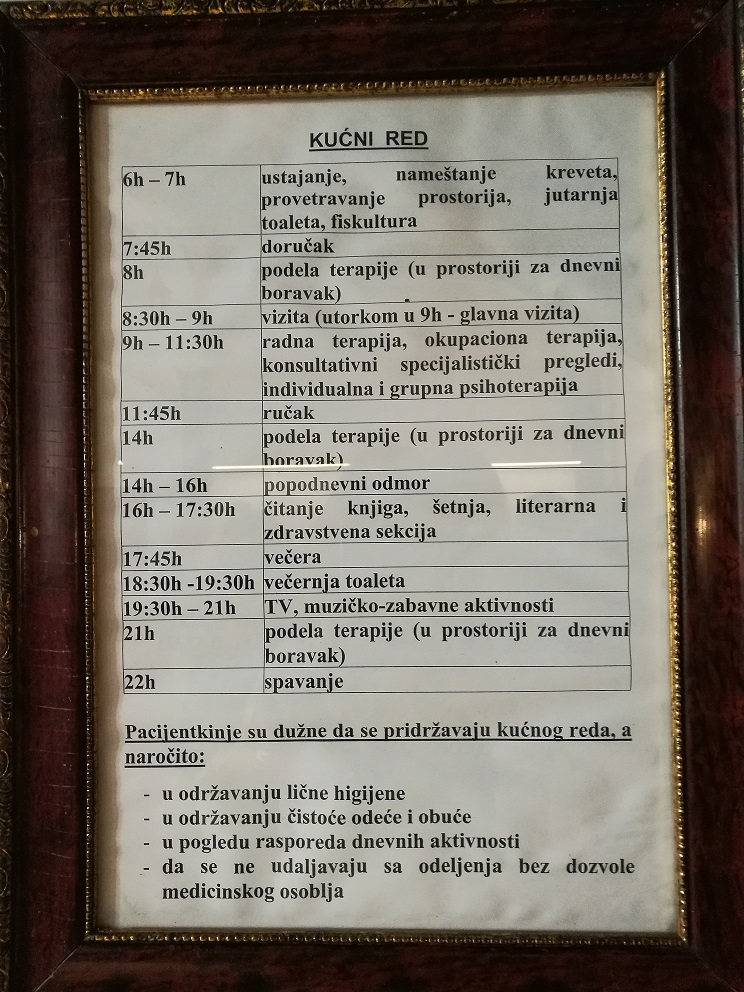 KUĆNI RED
6h – 7h ustajanje, nameštanje kreveta,
provetravanje prostorija, jutarnja
toaleta, fiskultura
7:45h doručak
8h podela terapije (u prostoriji za dnevni
boravak)
8:30h – 9h vizita (utorkom u 9h - glavna vizita)
9h – 11:30h radna terapija, okupaciona terapija,
konsultativni specijalistički pregledi,
individualna i grupna psihoterapija
11:45h ručak
14h podela terapije (u prostoriji za dnevni
boravak)
14h – 16h popodnevni odmor
16h – 17:30h čitanje knjiga, šetnja, literarna i
zdravstvena sekcija
17:45h večera
18:30h -19:30h večernja toaleta
19:30h – 21h TV, muzičko-zabavne aktivnosti
21h podela terapije (u prostoriji za dnevni
boravak)
22h spavanje
Pacijentkinje su dužne da se pridržavaju kućnog reda, a
naročito:
- u održavanju lične higijene
- u održavanju čistoće odeće i obuće
- u pogledu rasporeda dnevnih aktivnosti
- da se ne udaljavaju sa odeljenja bez dozvole
medicinskog osoblja